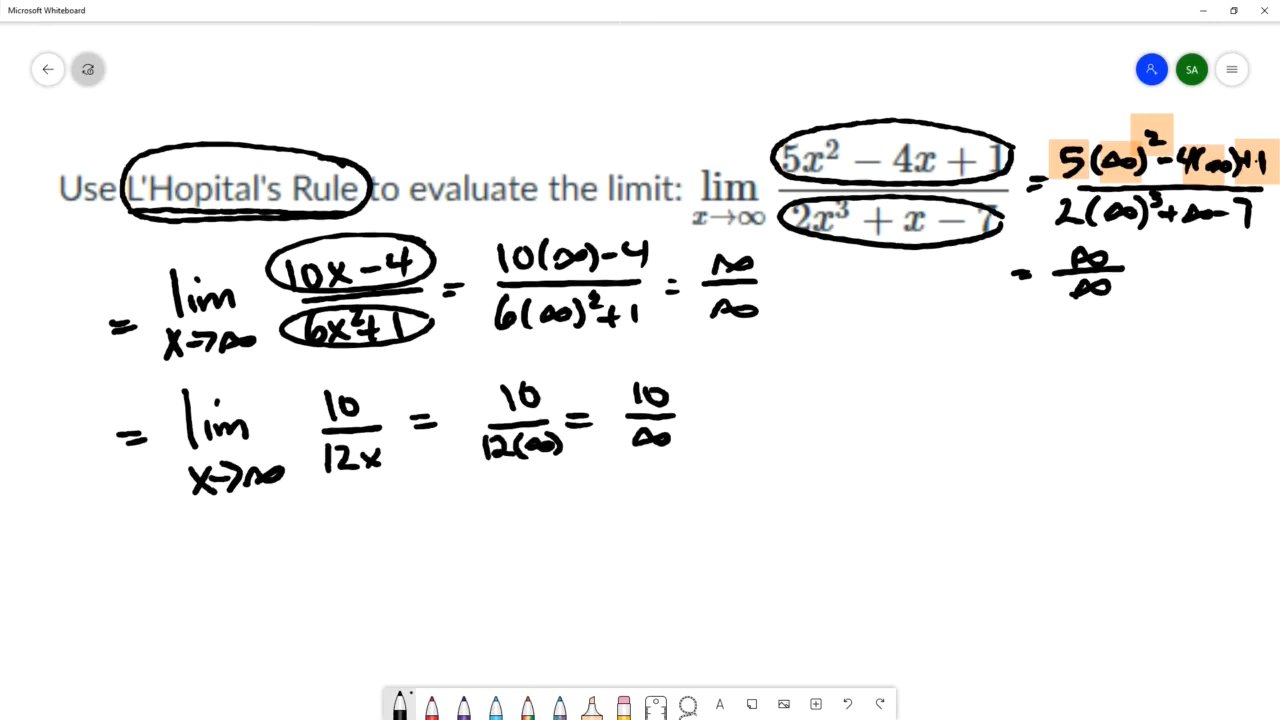 Microsoft Whiteboard
SA
Use L'Hopital's Rule to evaluate the limit: lim x→∞ (5x² − 4x + 1)/(2x³ + x − 7) = (5(∞)² − 4(∞) + 1)/(2(∞)³ + ∞ − 7)
= ∞/∞
= lim x→∞ (10x − 4)/(6x² + 1) = (10(∞) − 4)/(6(∞)² + 1) = ∞/∞
= lim x→∞ 10/12x = 10/12(∞) = 10/∞
A